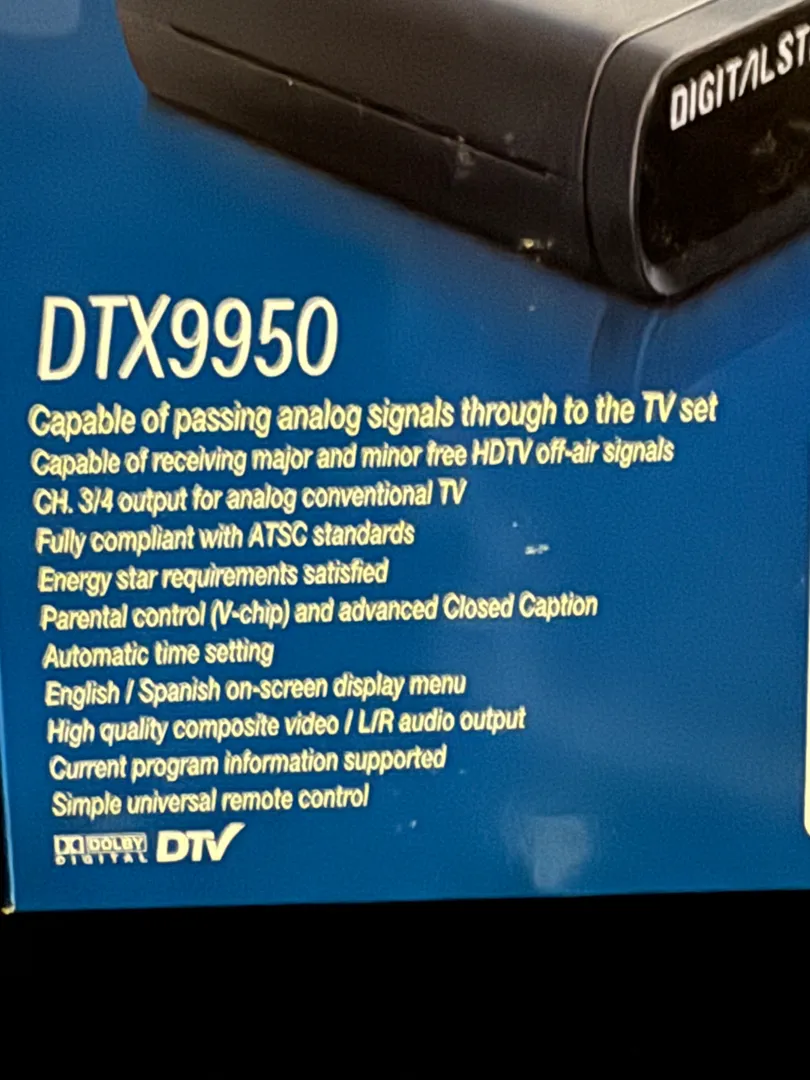 DIGITALST
DTX9950
Capable of passing analog signals through to the TV set
Capable of receiving major and minor free HDTV off-air signals
CH. 3/4 output for analog conventional TV
Fully compliant with ATSC standards
Energy star requirements satisfied
Parental control (V-chip) and advanced Closed Caption
Automatic time setting
English / Spanish on-screen display menu
High quality composite video / L/R audio output
Current program information supported
Simple universal remote control
DOLBY DTV
DIGITAL